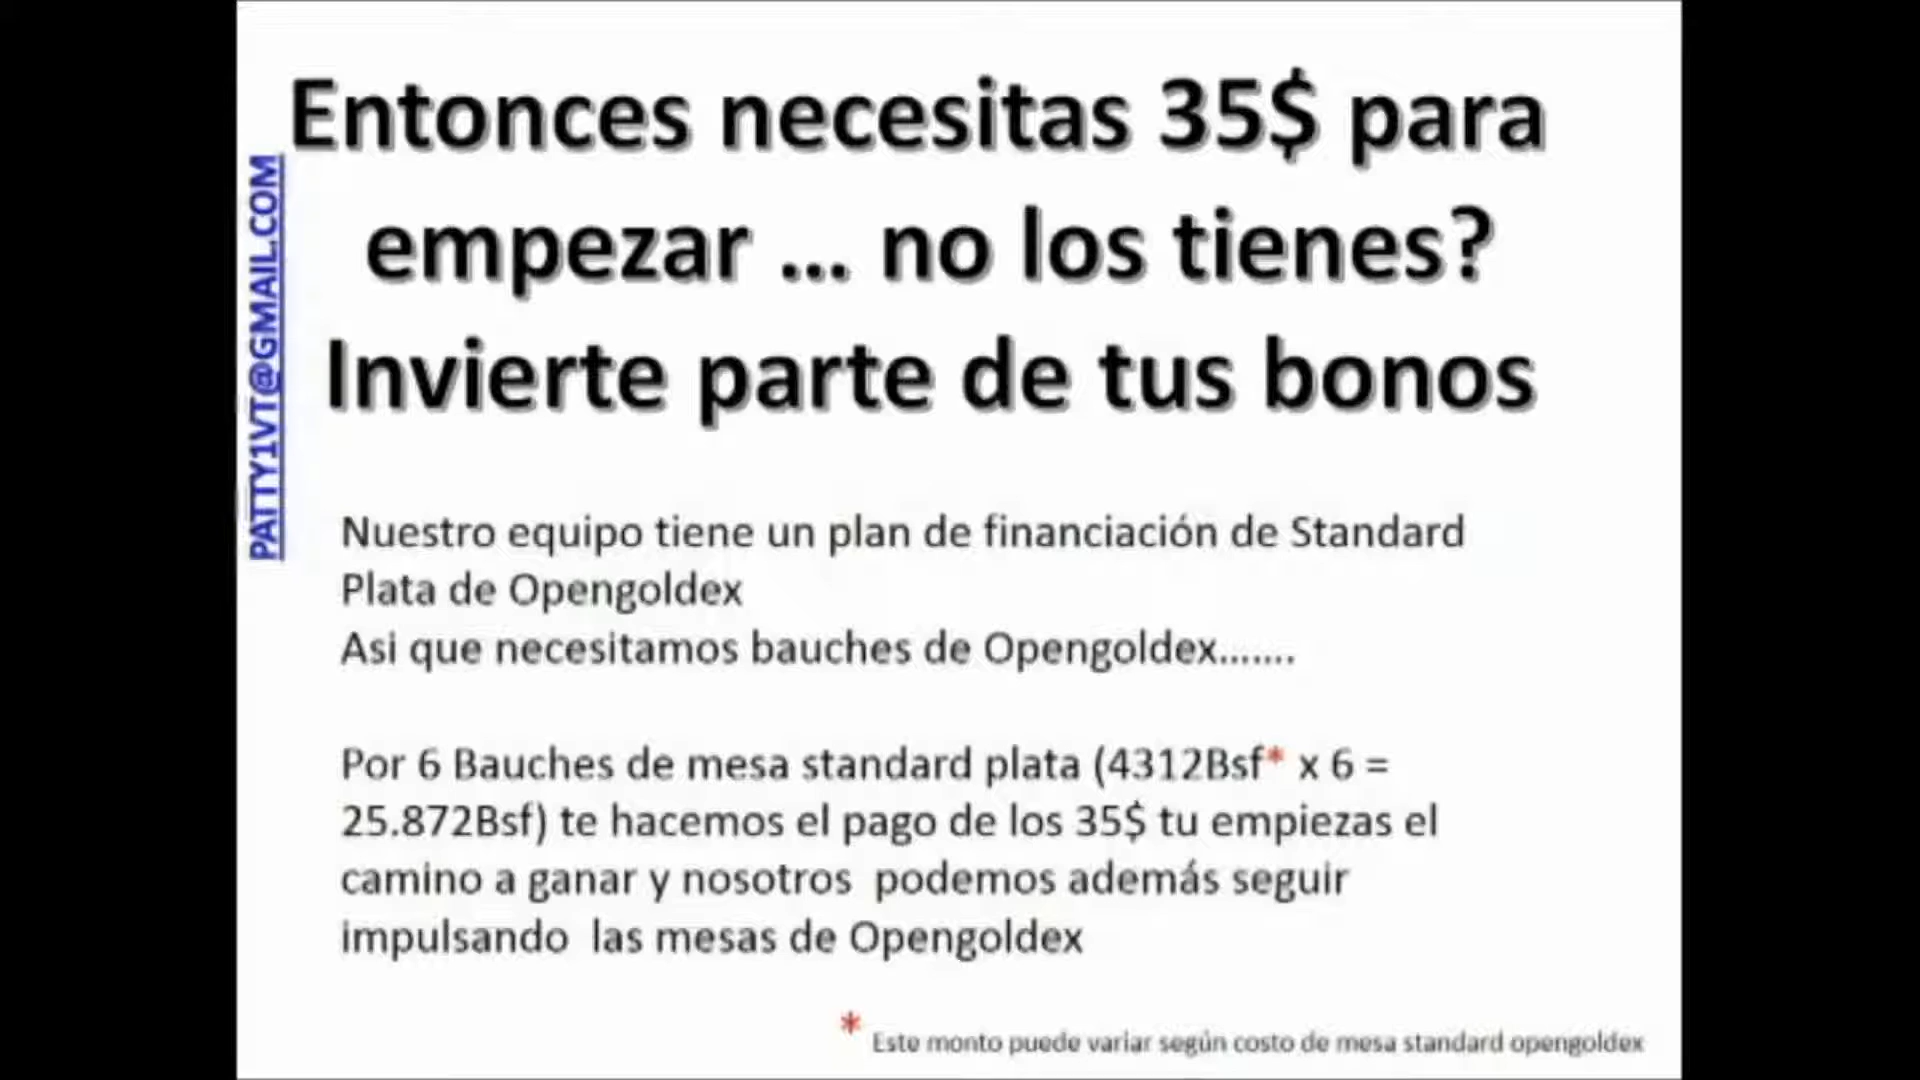 Entonces necesitas 35$ para
empezar ... no los tienes?
Invierte parte de tus bonos
PATTY1VT@GMAIL.COM
Nuestro equipo tiene un plan de financiación de Standard
Plata de Opengoldex
Asi que necesitamos bauches de Opengoldex.......
Por 6 Bauches de mesa standard plata (4312Bsf* x 6 =
25.872Bsf) te hacemos el pago de los 35$ tu empiezas el
camino a ganar y nosotros podemos además seguir
impulsando las mesas de Opengoldex
* Este monto puede variar según costo de mesa standard opengoldex